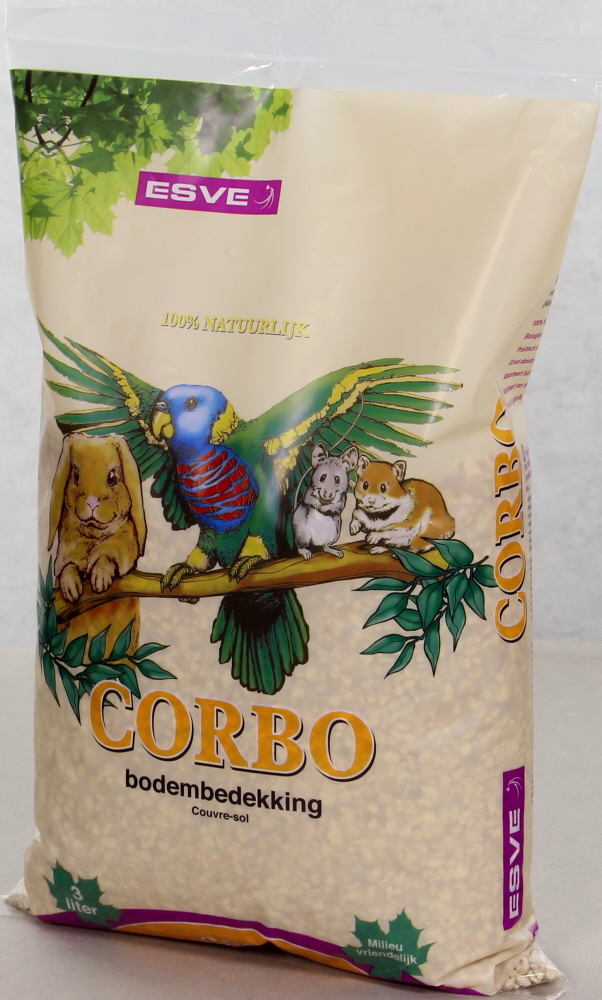 ESVE
100% NATUURLIJK
CORBO
bodembedekking
Couvre-sol
3
liter
Milieu
vriendelijk
CORBO
ESVE